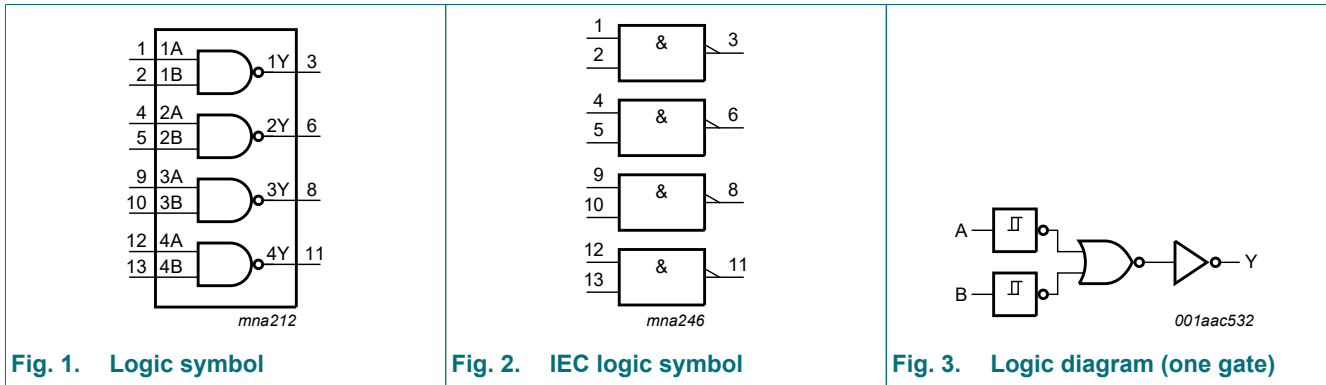 1 1A
2 1B
1Y 3
4 2A
5 2B
2Y 6
9 3A
10 3B
3Y 8
12 4A
13 4B
4Y 11
mna212
Fig. 1. Logic symbol
1
2
&
3
4
5
&
6
9
10
&
8
12
13
&
11
mna246
Fig. 2. IEC logic symbol
A
B
Y
001aac532
Fig. 3. Logic diagram (one gate)